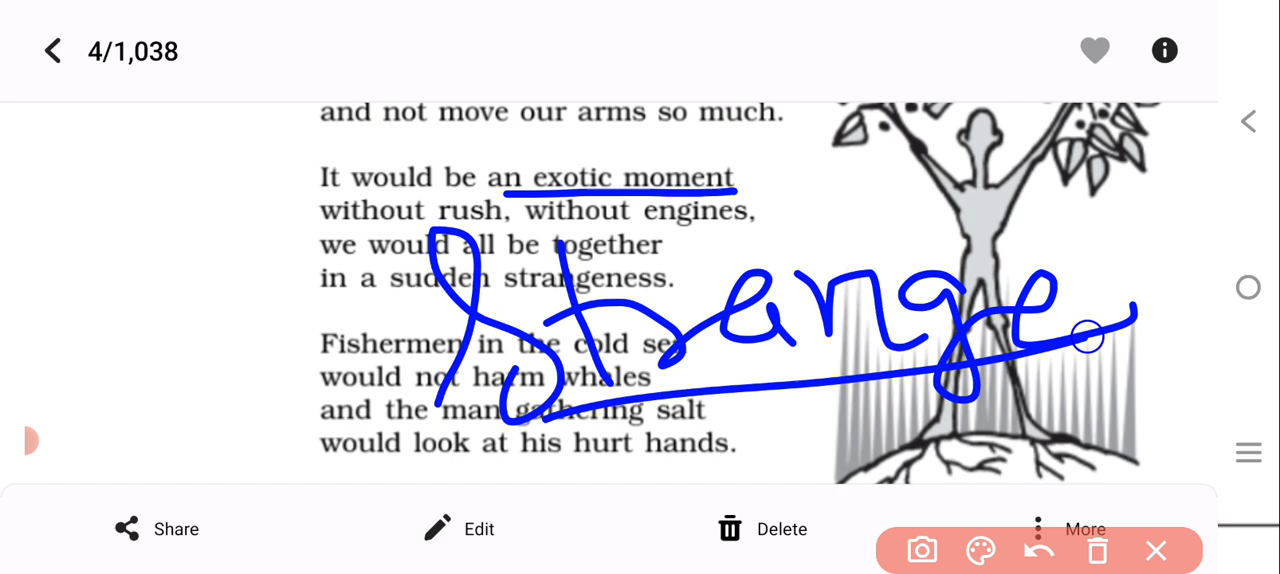 4/1,038
and not move our arms so much.
It would be an exotic moment
without rush, without engines,
we would all be together
in a sudden strangeness.
Strange
Fishermen in the cold sea
would not harm whales
and the man gathering salt
would look at his hurt hands.
Share Edit Delete More